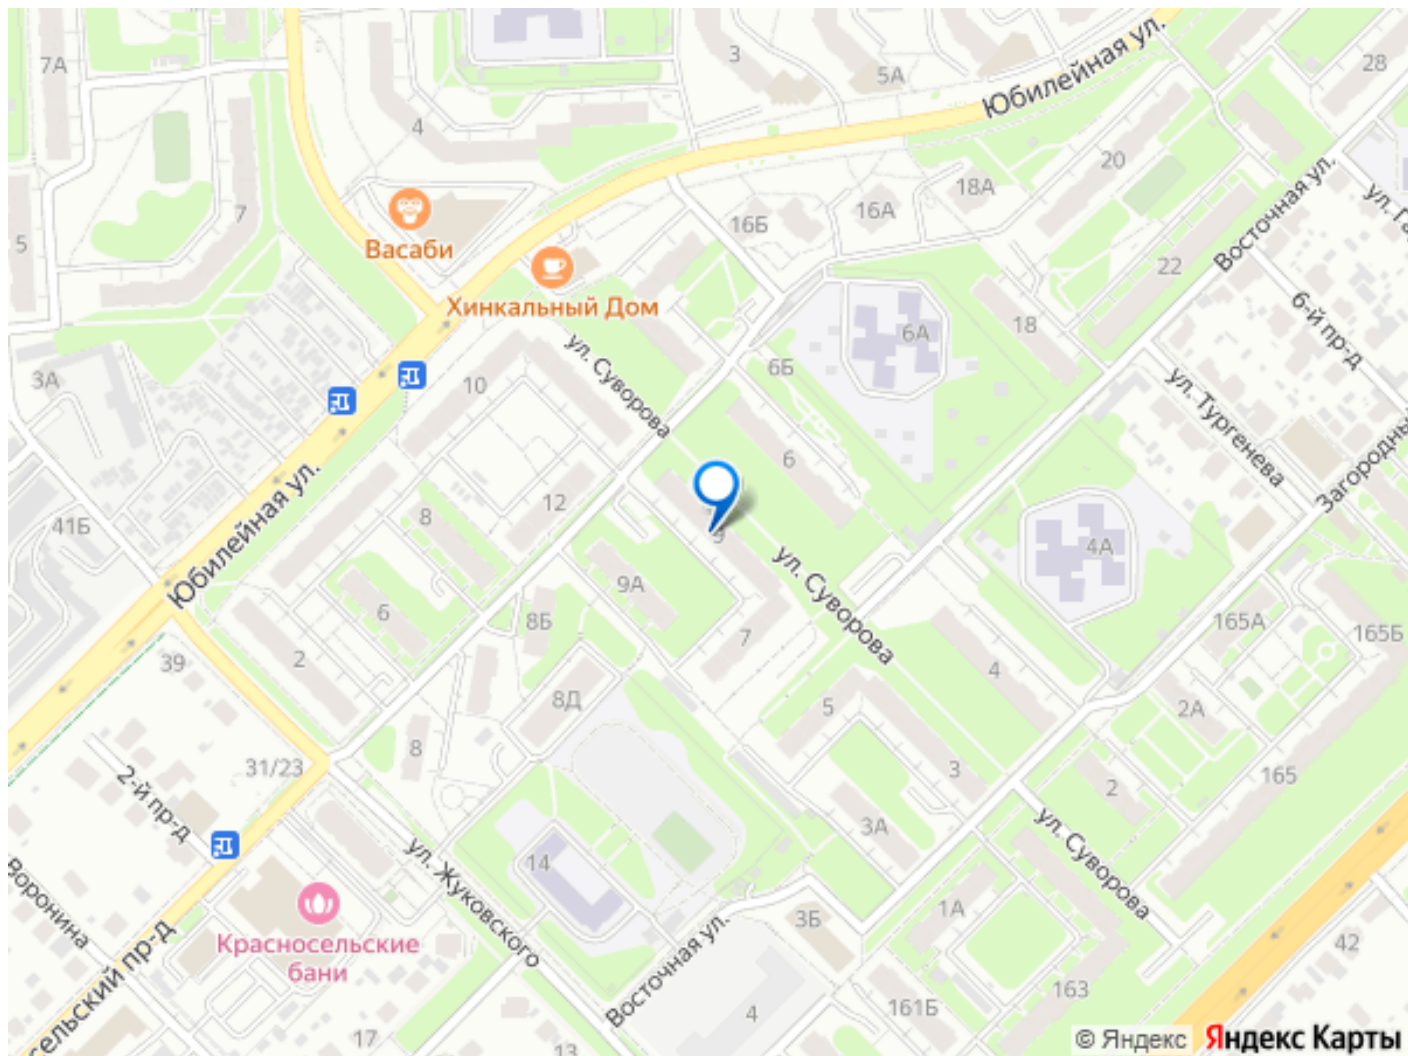 7А
3
5А
Юбилейная ул.
28
4
20
18А
16А
16Б
7
5
Васаби
Восточная ул.
22
Хинкальный Дом
18
6А
6-й пр-д
6Б
ул. Суворова
3А
10
ул. Тургенева
6
Загородный
12
8
9
41Б
Юбилейная ул.
4А
ул. Суворова
9А
6
8Б
7
165А
165Б
2
39
4
8Д
5
2А
8
31/23
3
2
165
2-й пр-д
3А
ул. Суворова
14
ул. Жуковского
Воронина
1А
3Б
Красносельские
бани
Восточная ул.
42
163
161Б
4
сельский пр-д
17
13
© Яндекс
Яндекс Карты